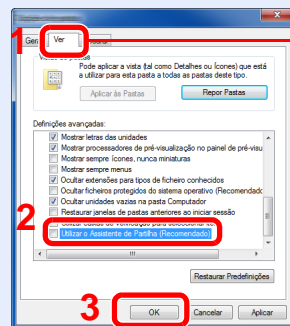 1
Ver
Pode aplicar a vista (tal como Detalhes ou Ícones) que está
a utilizar para esta pasta a todas as pastas deste tipo.
Aplicar às Pastas
Repor Pastas
Definições avançadas:
Mostrar letras das unidades
Mostrar processadores de pré-visualização no painel de pré-visu
Mostrar sempre ícones, nunca miniaturas
Mostrar sempre menus
Ocultar extensões para tipos de ficheiro conhecidos
Ocultar ficheiros protegidos do sistema operativo (Recomendado
Ocultar unidades vazias na pasta Computador
Restaurar janelas de pastas anteriores ao iniciar sessão
2
Utilizar o Assistente de Partilha (Recomendado)
Restaurar Predefinições
3
OK
Cancelar
Aplicar